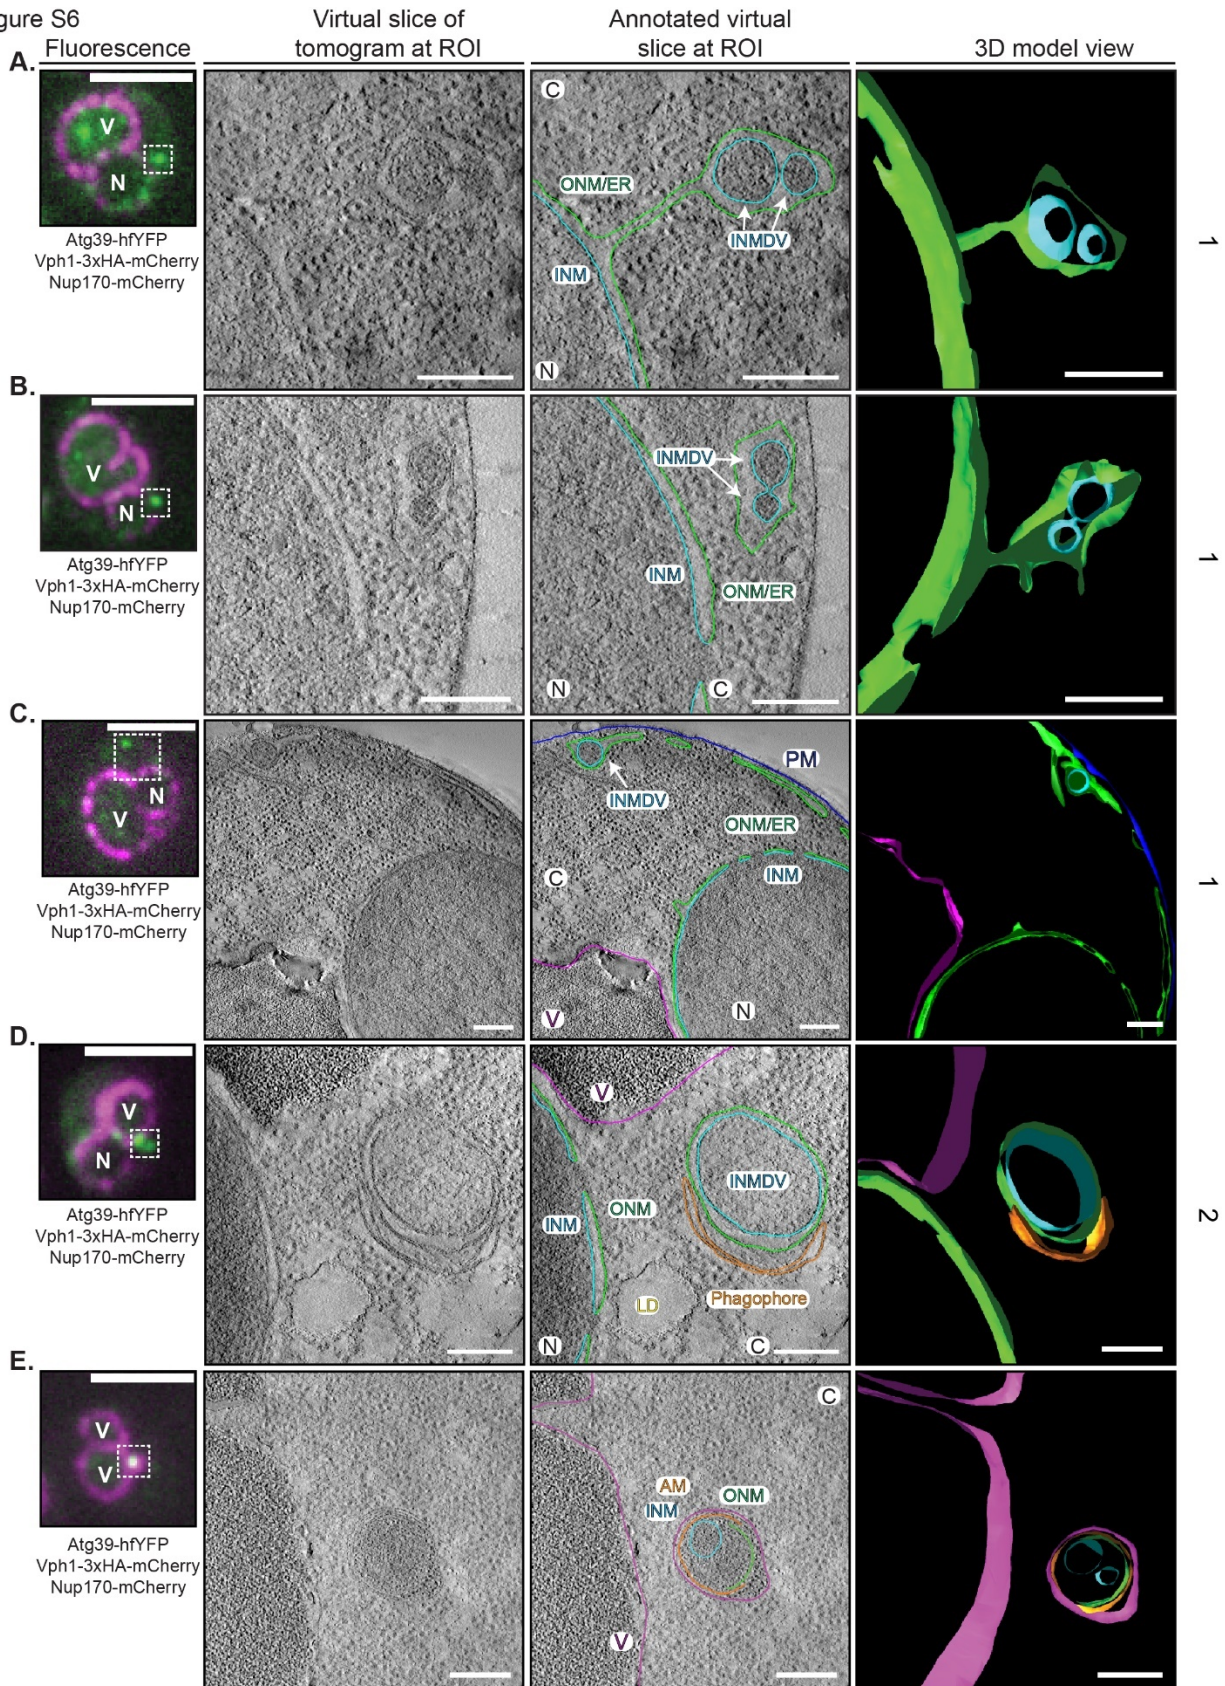 gure S6
Fluorescence
Virtual slice of
tomogram at ROI
Annotated virtual
slice at ROI
3D model view
A.
V
N
Atg39-hfYFP
Vph1-3xHA-mCherry
Nup170-mCherry
C
ONM/ER
INMDV
INM
N
1
B.
V
N
Atg39-hfYFP
Vph1-3xHA-mCherry
Nup170-mCherry
INMDV
INM
ONM/ER
N
C
1
C.
N
V
Atg39-hfYFP
Vph1-3xHA-mCherry
Nup170-mCherry
PM
INMDV
ONM/ER
INM
C
N
V
1
D.
V
N
Atg39-hfYFP
Vph1-3xHA-mCherry
Nup170-mCherry
V
INMDV
INM
ONM
LD
Phagophore
N
C
2
E.
V
V
Atg39-hfYFP
Vph1-3xHA-mCherry
Nup170-mCherry
C
AM
INM
ONM
V